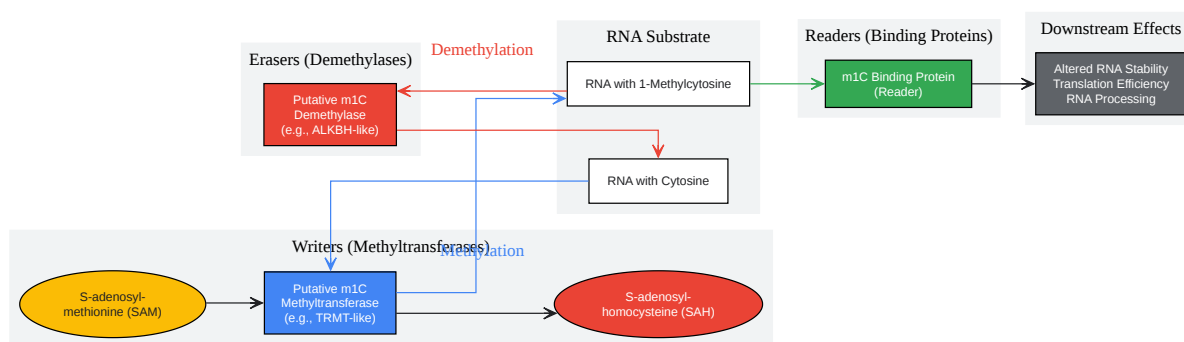 Downstream Effects
Readers (Binding Proteins)
RNA Substrate
Demethylation
Erasers (Demethylases)
RNA with 1-Methylcytosine
m1C Binding Protein
(Reader)
Altered RNA Stability
Translation Efficiency
RNA Processing
Putative m1C
Demethylase
(e.g., ALKBH-like)
RNA with Cytosine
Writers (Methyltransferases)
Methylation
S-adenosyl-
methionine (SAM)
Putative m1C
Methyltransferase
(e.g., TRMT-like)
S-adenosyl-
homocysteine (SAH)